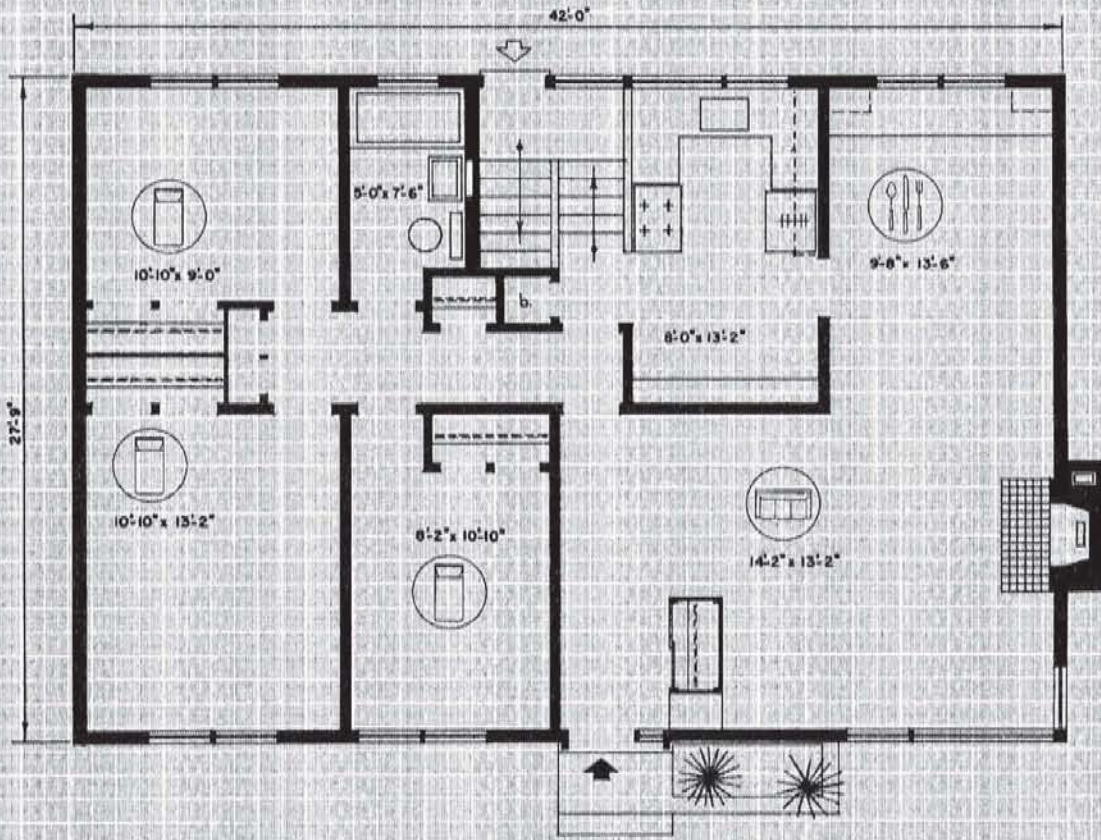 42'-0"
5'-0" x 7'-6"
10'-10" x 9'-0"
9'-8" x 13'-6"
b.
8'-0" x 13'-2"
27'-9"
10'-10" x 13'-2"
8'-2" x 10'-10"
14'-2" x 13'-2"